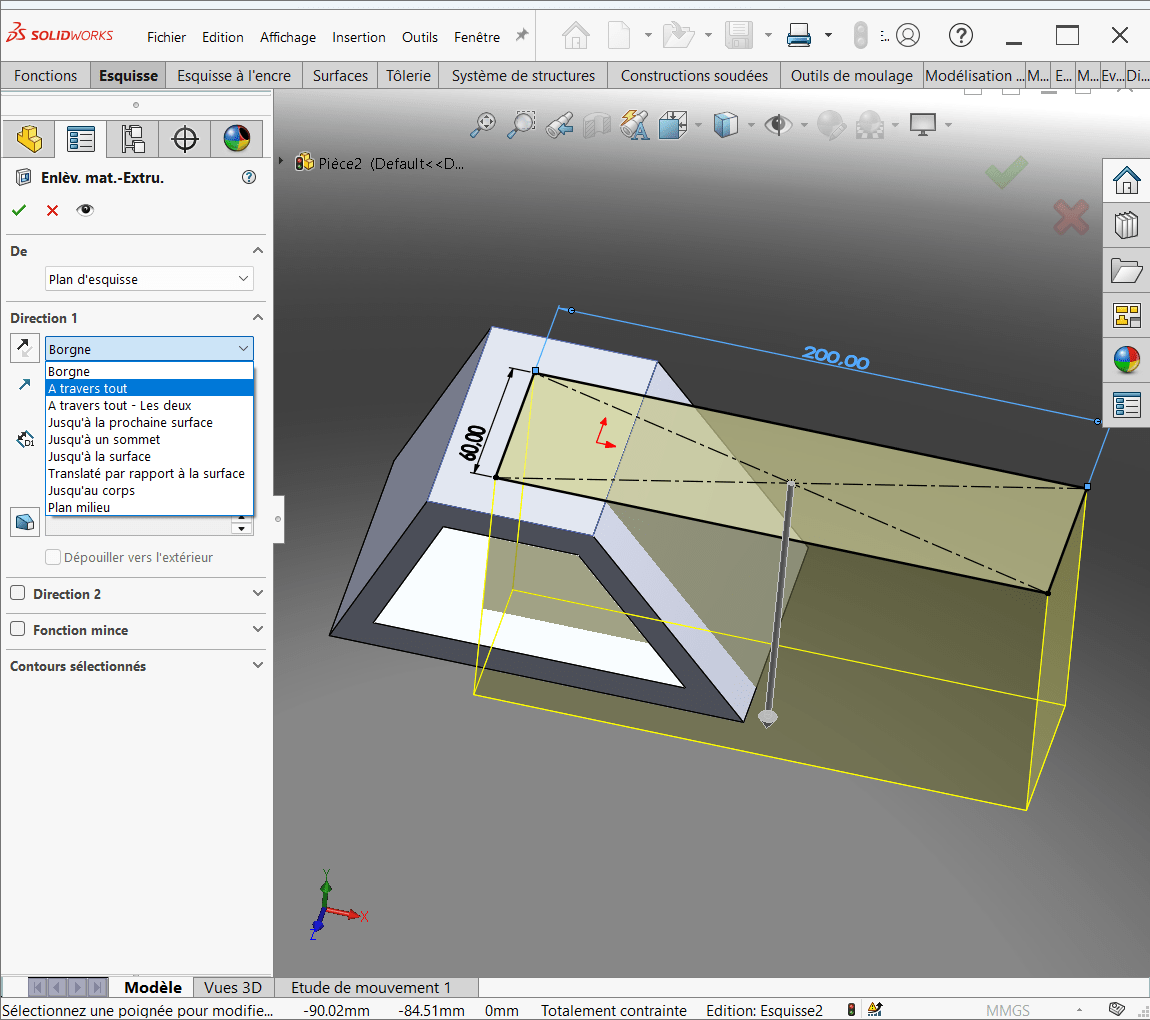 SOLIDWORKS Fichier Edition Affichage Insertion Outils Fenêtre
Fonctions Esquisse Esquisse à l'encre Surfaces Tôlerie Système de structures Constructions soudées Outils de moulage Modélisation ... M... E... M... Ev... Di...
Pièce2 (Default<<D...
Enlèv. mat.-Extru.
De
Plan d'esquisse
Direction 1
Borgne
Borgne
A travers tout
A travers tout - Les deux
Jusqu'à la prochaine surface
Jusqu'à un sommet
Jusqu'à la surface
Translaté par rapport à la surface
Jusqu'au corps
Plan milieu
D1
Dépouiller vers l'extérieur
Direction 2
Fonction mince
Contours sélectionnés
200,00
60,00
Y
X
Z
Modèle Vues 3D Etude de mouvement 1
Sélectionnez une poignée pour modifie... -90.02mm -84.51mm 0mm Totalement contrainte Edition: Esquisse2 MMGS